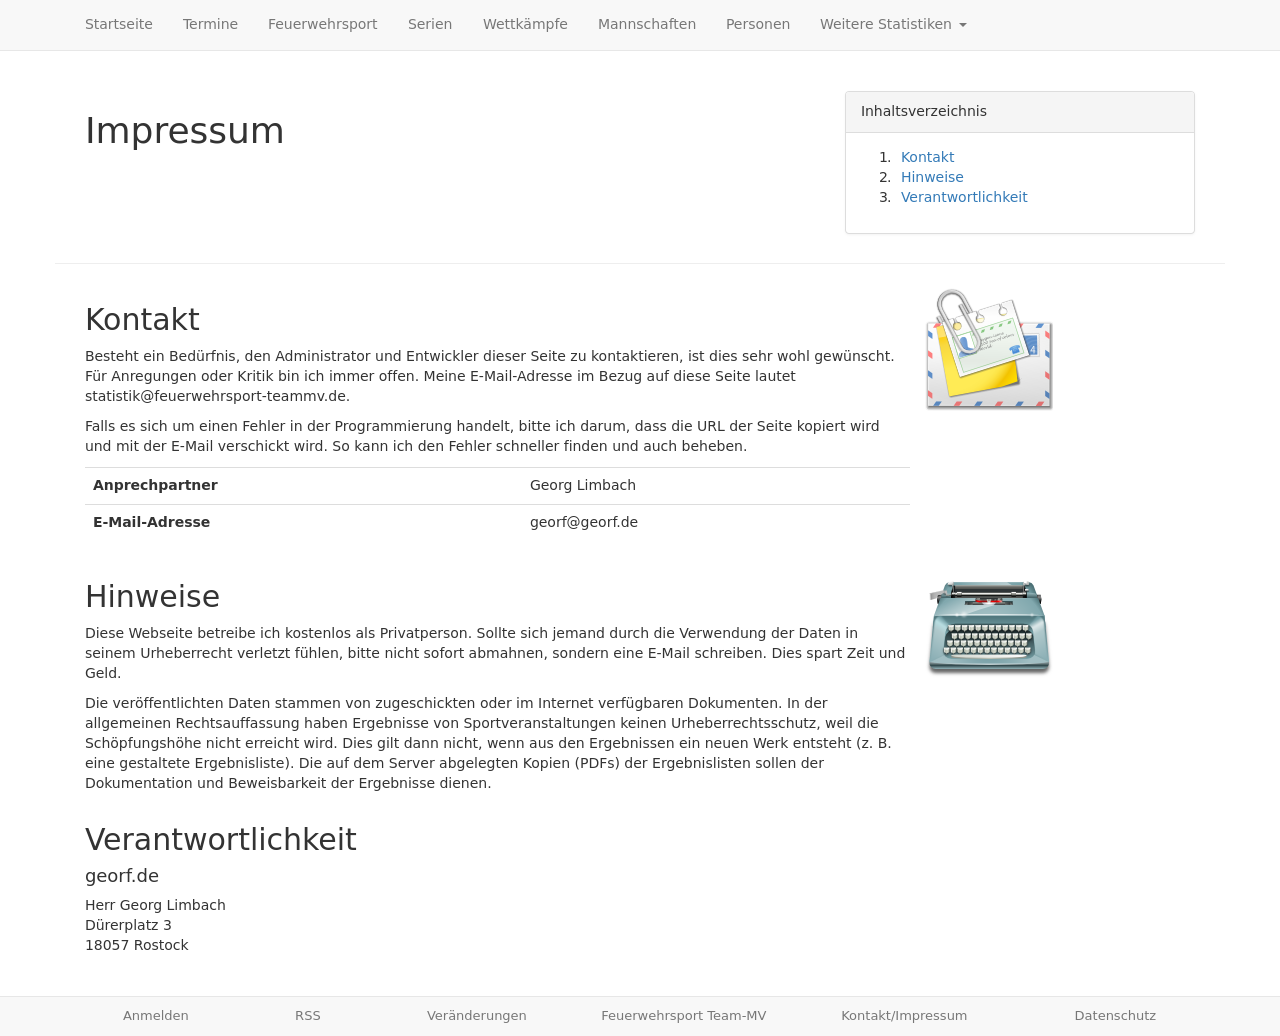 Startseite Termine Feuerwehrsport Serien Wettkämpfe Mannschaften Personen Weitere Statistiken
Impressum
Inhaltsverzeichnis
1. Kontakt
2. Hinweise
3. Verantwortlichkeit
Kontakt
Besteht ein Bedürfnis, den Administrator und Entwickler dieser Seite zu kontaktieren, ist dies sehr wohl gewünscht.
Für Anregungen oder Kritik bin ich immer offen. Meine E-Mail-Adresse im Bezug auf diese Seite lautet
statistik@feuerwehrsport-teammv.de.
Falls es sich um einen Fehler in der Programmierung handelt, bitte ich darum, dass die URL der Seite kopiert wird
und mit der E-Mail verschickt wird. So kann ich den Fehler schneller finden und auch beheben.
Anprechpartner Georg Limbach
E-Mail-Adresse georf@georf.de
Hinweise
Diese Webseite betreibe ich kostenlos als Privatperson. Sollte sich jemand durch die Verwendung der Daten in
seinem Urheberrecht verletzt fühlen, bitte nicht sofort abmahnen, sondern eine E-Mail schreiben. Dies spart Zeit und
Geld.
Die veröffentlichten Daten stammen von zugeschickten oder im Internet verfügbaren Dokumenten. In der
allgemeinen Rechtsauffassung haben Ergebnisse von Sportveranstaltungen keinen Urheberrechtsschutz, weil die
Schöpfungshöhe nicht erreicht wird. Dies gilt dann nicht, wenn aus den Ergebnissen ein neuen Werk entsteht (z. B.
eine gestaltete Ergebnisliste). Die auf dem Server abgelegten Kopien (PDFs) der Ergebnislisten sollen der
Dokumentation und Beweisbarkeit der Ergebnisse dienen.
Verantwortlichkeit
georf.de
Herr Georg Limbach
Dürerplatz 3
18057 Rostock
Anmelden RSS Veränderungen Feuerwehrsport Team-MV Kontakt/Impressum Datenschutz